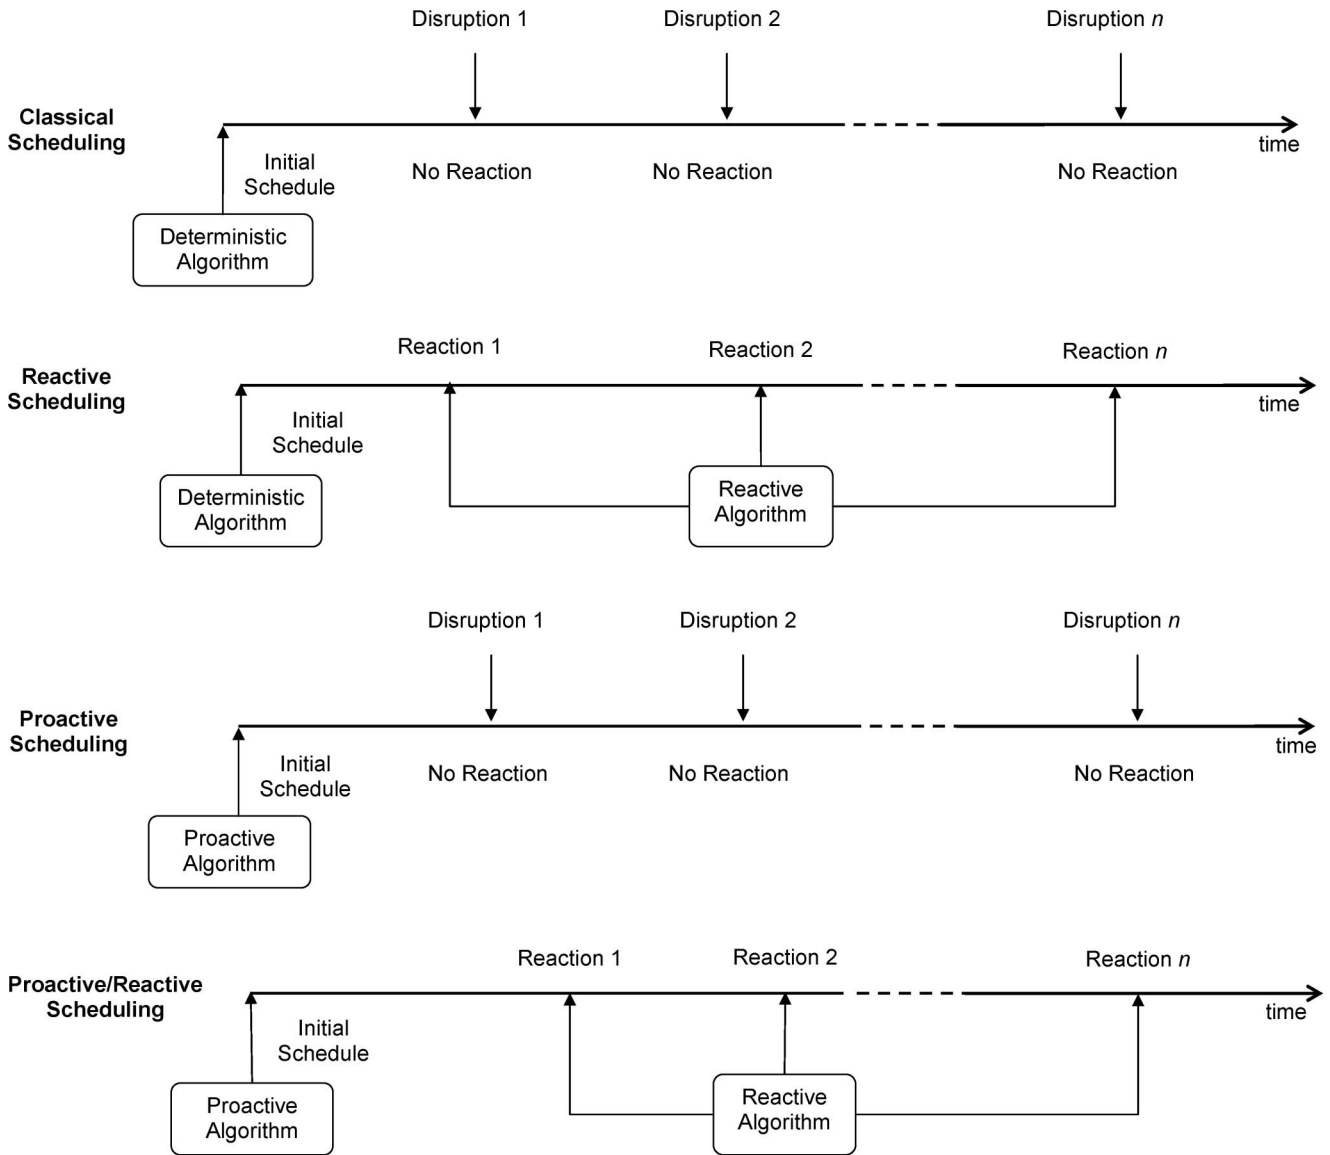 Disruption 1
Disruption 2
Disruption n
Classical
Scheduling
time
Initial
Schedule
No Reaction
No Reaction
No Reaction
Deterministic
Algorithm
Reaction 1
Reaction 2
Reaction n
Reactive
Scheduling
time
Initial
Schedule
Deterministic
Algorithm
Reactive
Algorithm
Disruption 1
Disruption 2
Disruption n
Proactive
Scheduling
time
Initial
Schedule
No Reaction
No Reaction
No Reaction
Proactive
Algorithm
Reaction 1
Reaction 2
Reaction n
Proactive/Reactive
Scheduling
time
Initial
Schedule
Proactive
Algorithm
Reactive
Algorithm